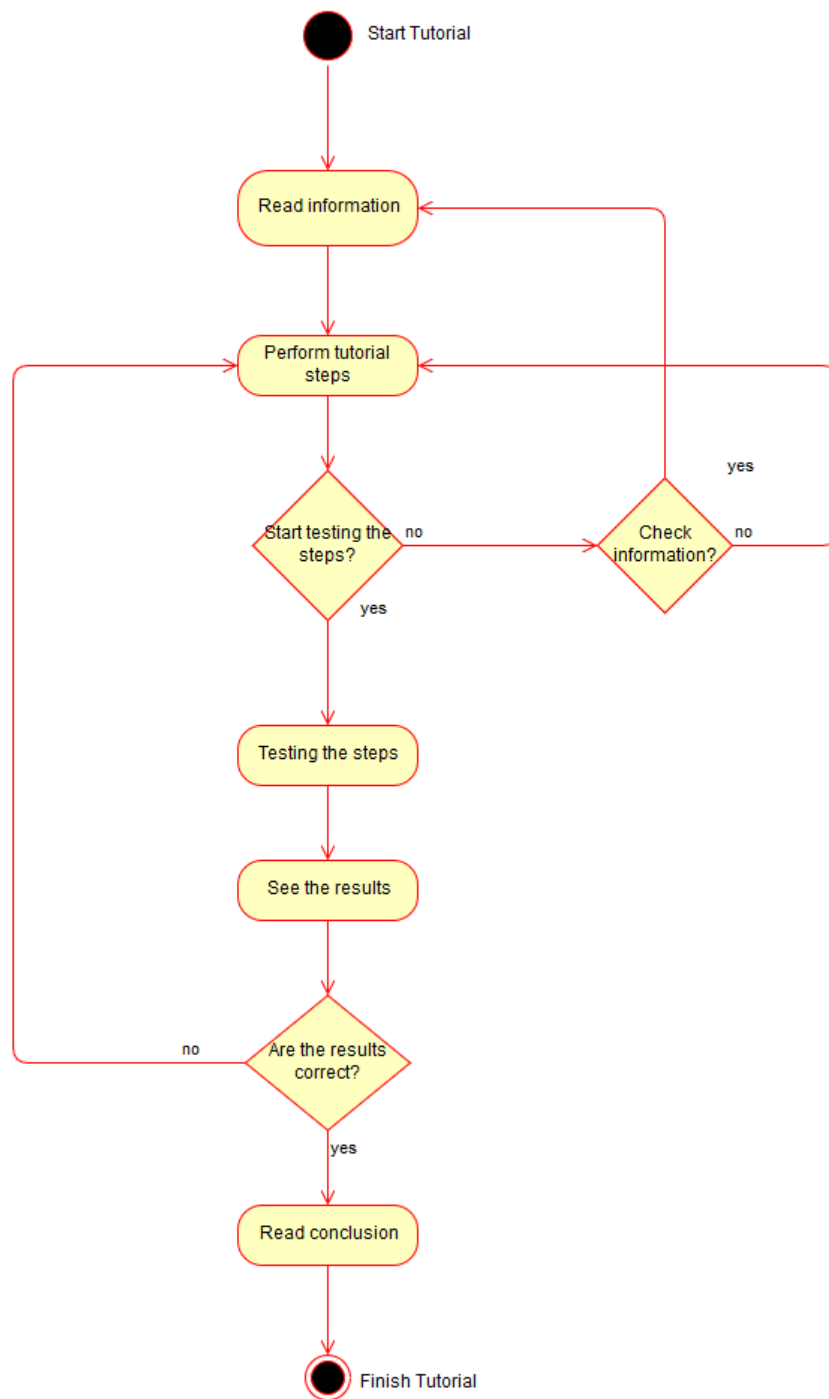 Start Tutorial
Read information
Perform tutorial
steps
yes
Start testing the
steps?
no
Check
information?
no
yes
Testing the steps
See the results
no
Are the results
correct?
yes
Read conclusion
Finish Tutorial